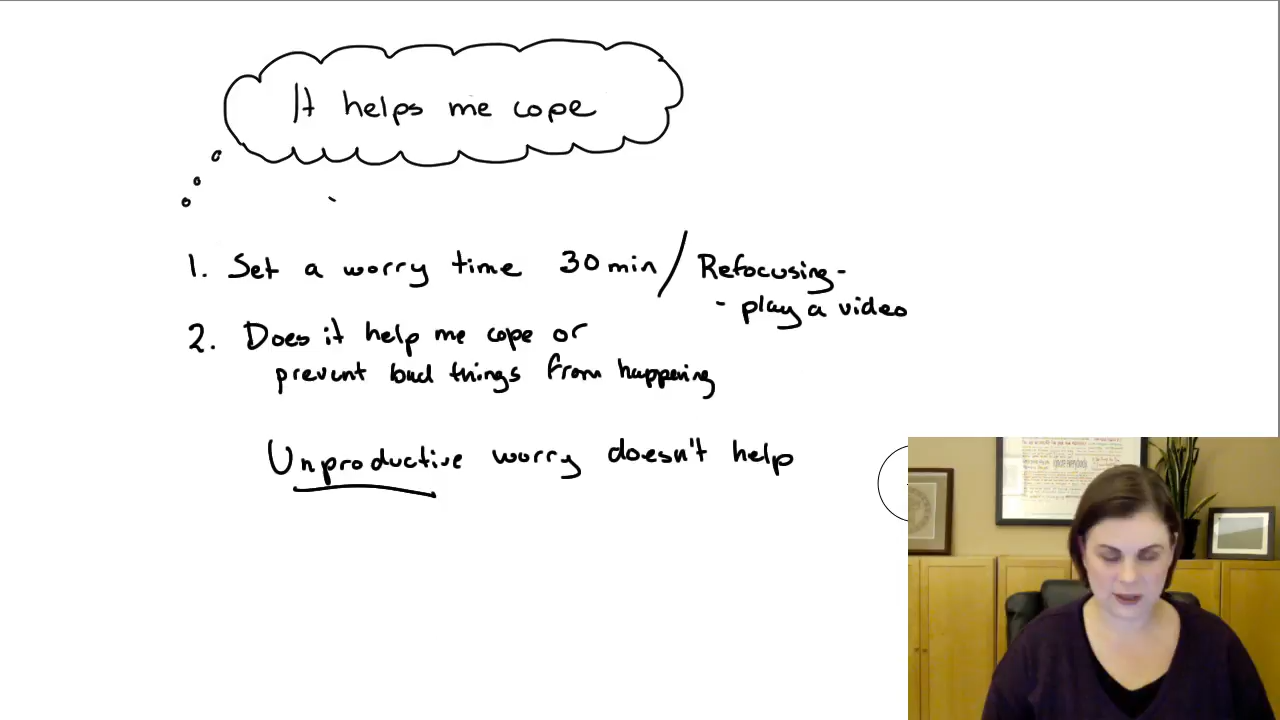 It helps me cope
1. Set a worry time 30 min / Refocusing -
- play a video
2. Does it help me cope or
prevent bad things from happening
Unproductive worry doesn't help